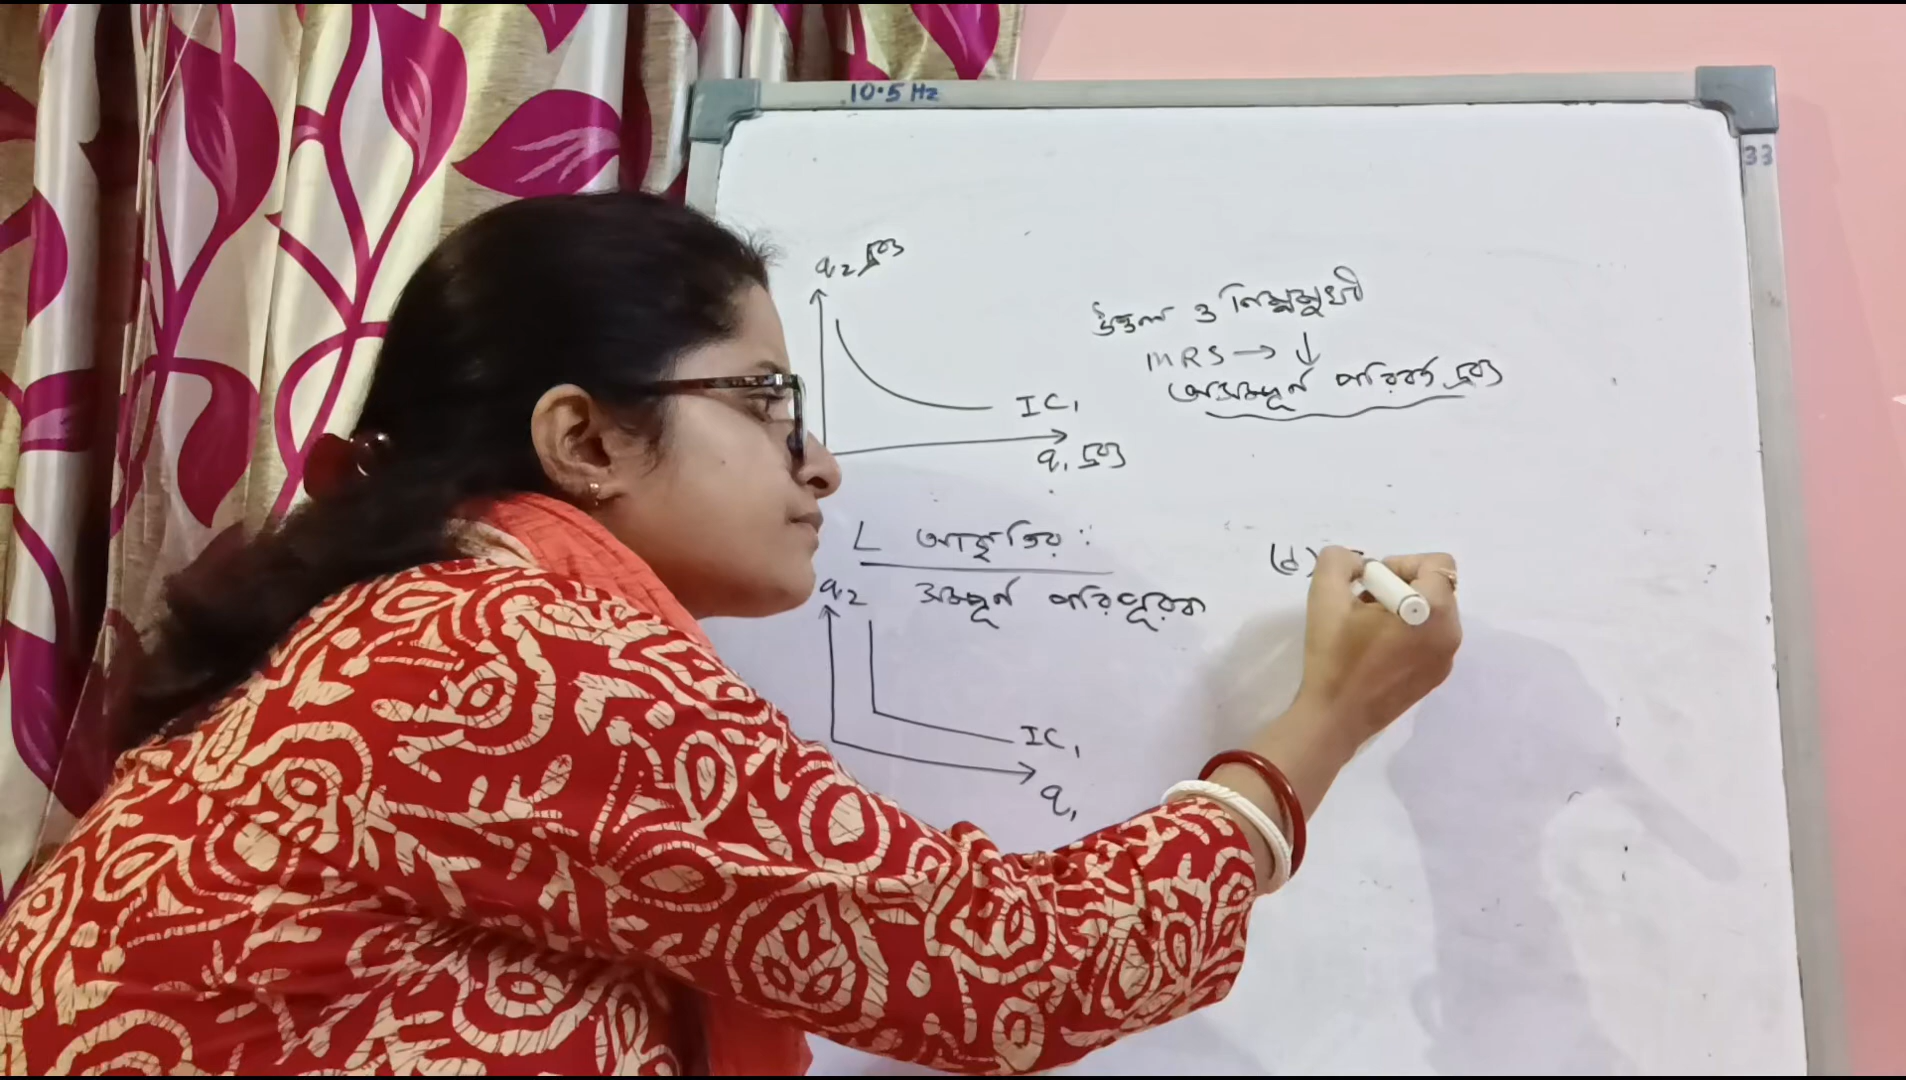 10.5 Hz
33
q₂ দ্রব্য
উত্তল ও নিম্নমুখী
MRS → ↓
অসম্পূর্ণ পরিবর্ত দ্রব্য
IC₁
q₁ দ্রব্য
L আকৃতির :
(d)
q₂ সম্পূর্ণ পরিপূরক
IC₁
q₁